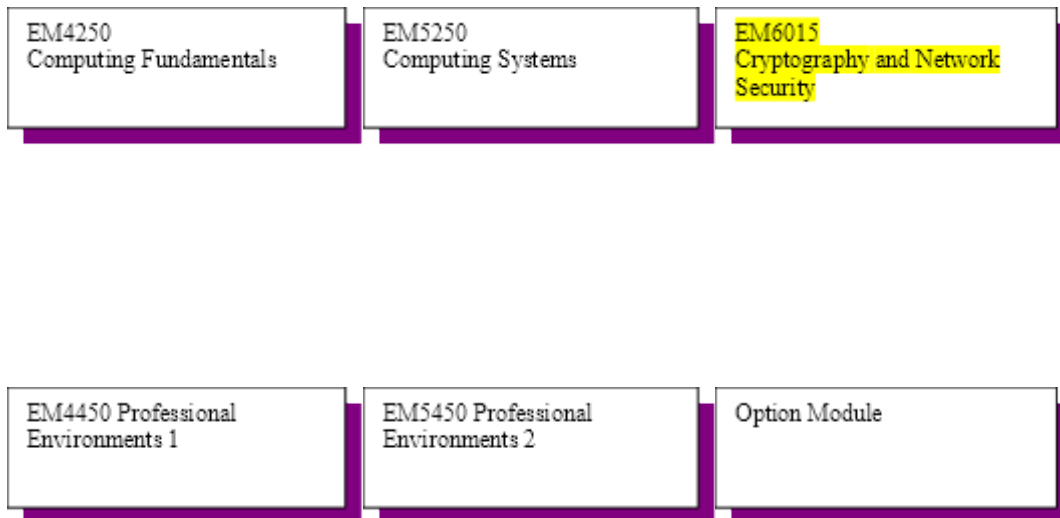 EM4250
Computing Fundamentals
EM5250
Computing Systems
EM6015
Cryptography and Network
Security
EM4450 Professional
Environments 1
EM5450 Professional
Environments 2
Option Module